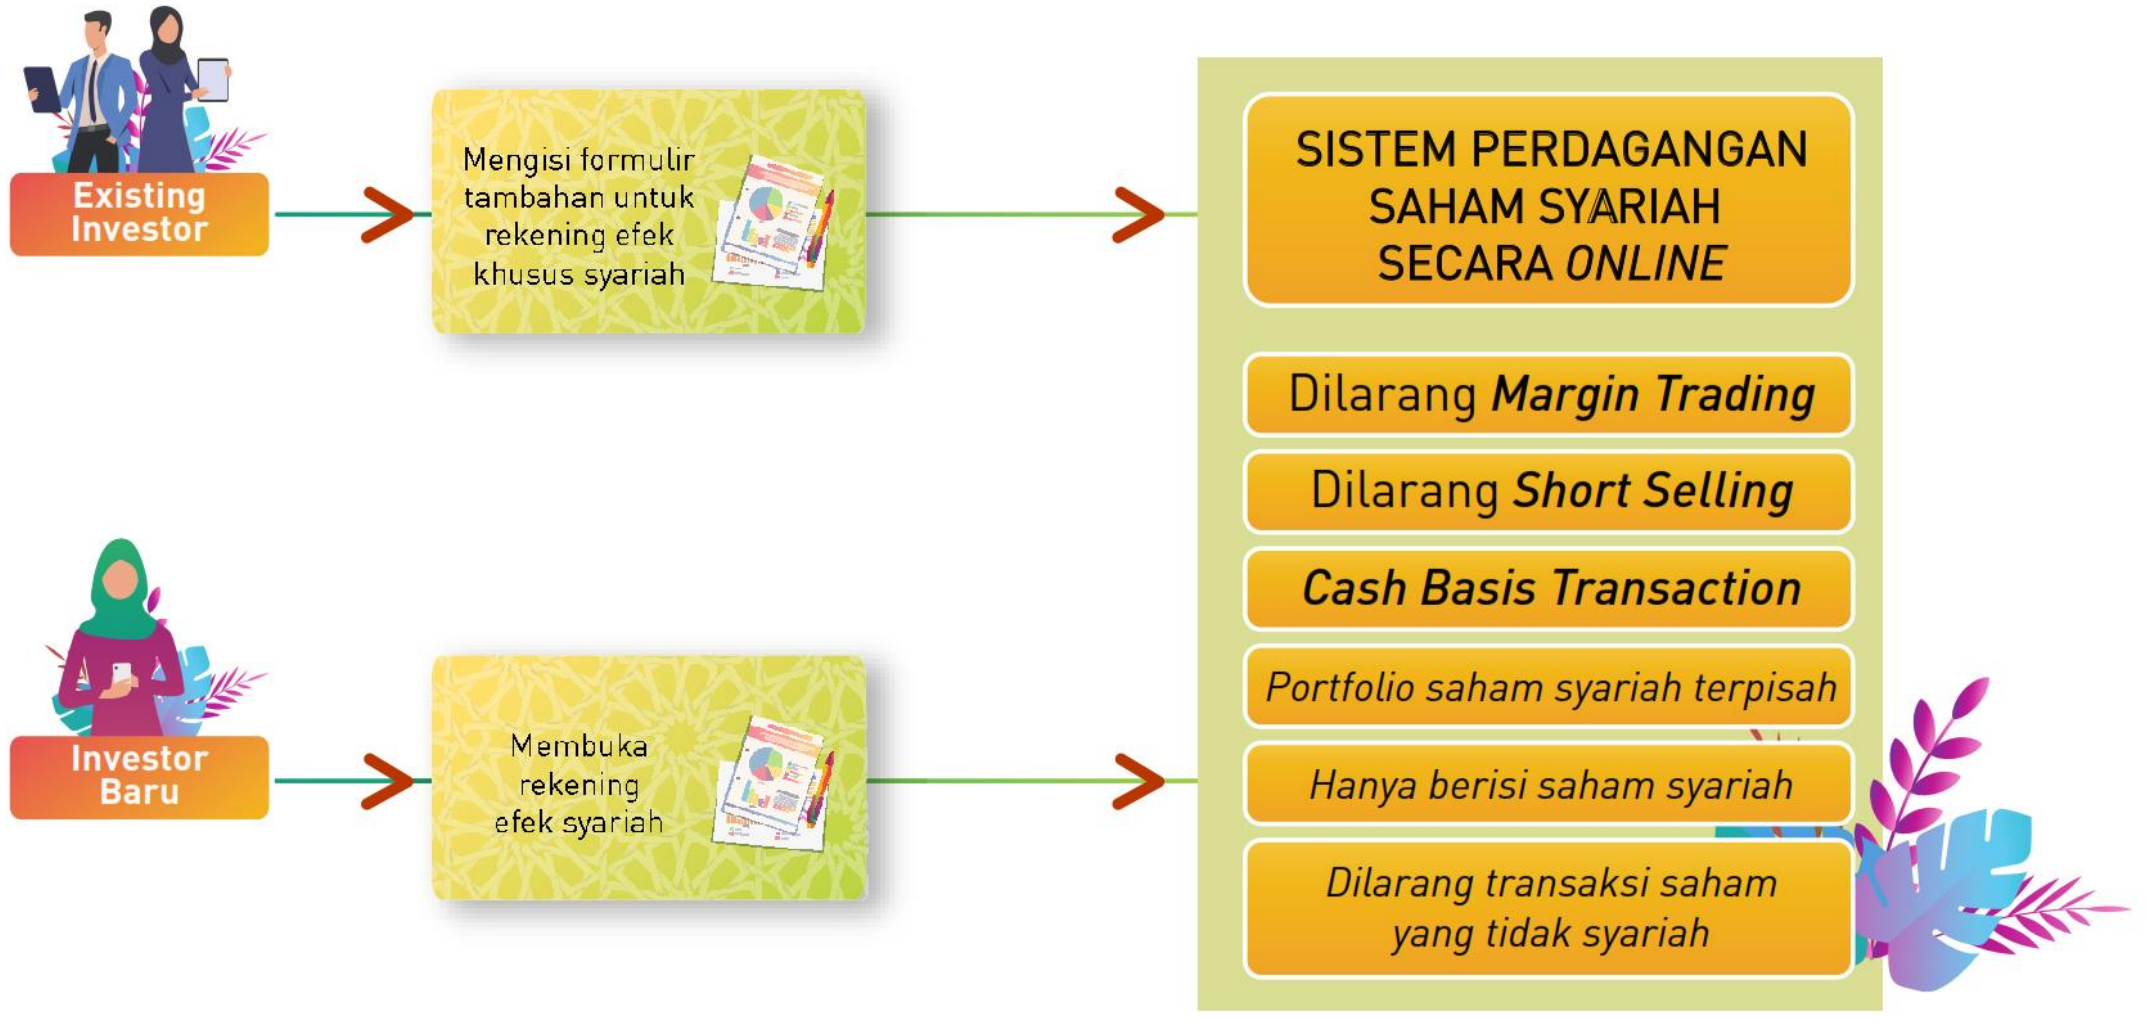 Existing
Investor
Mengisi formulir
tambahan untuk
rekening efek
khusus syariah
SISTEM PERDAGANGAN
SAHAM SYARIAH
SECARA ONLINE
Dilarang Margin Trading
Dilarang Short Selling
Cash Basis Transaction
Portfolio saham syariah terpisah
Hanya berisi saham syariah
Dilarang transaksi saham
yang tidak syariah
Investor
Baru
Membuka
rekening
efek syariah